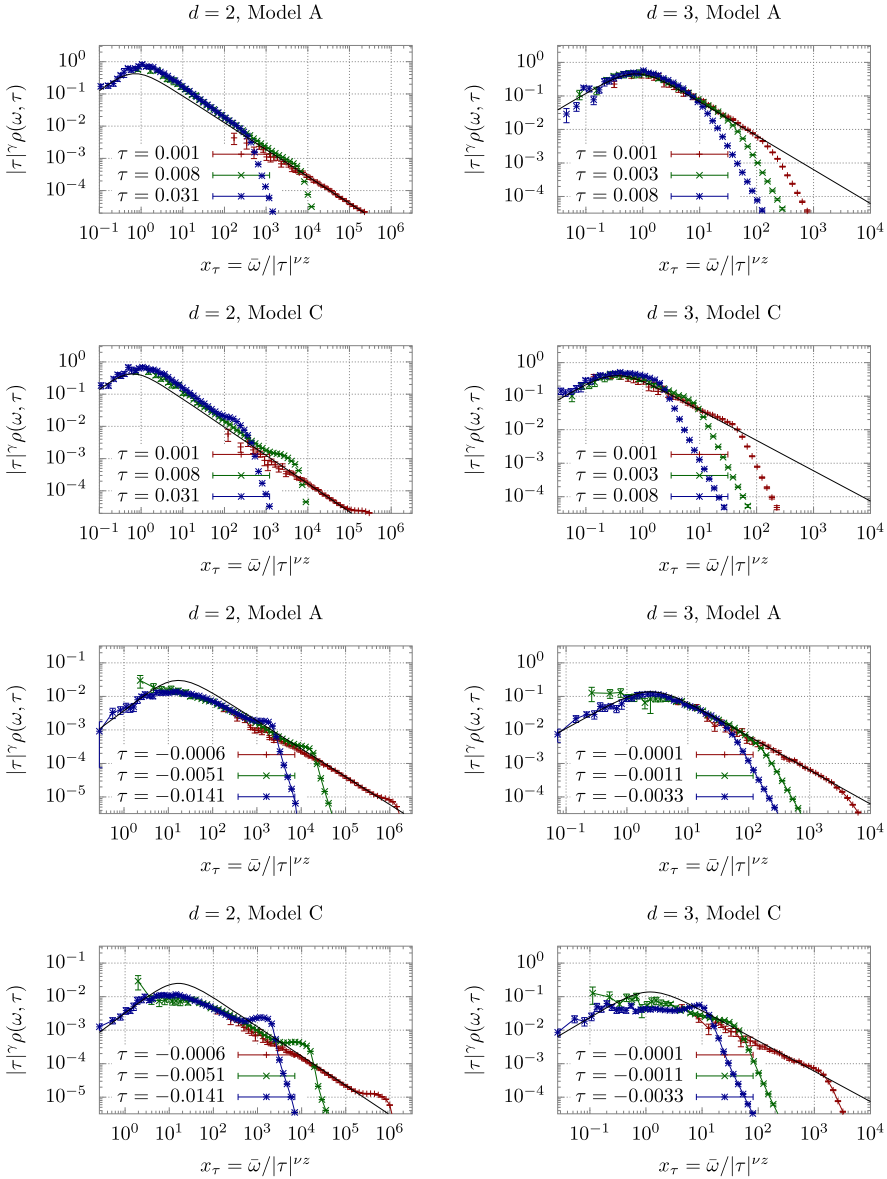 d = 2, Model A
|τ|^γ ρ(ω, τ)
10^0
10^−1
10^−2
10^−3
10^−4
τ = 0.001
τ = 0.008
τ = 0.031
10^−1 10^0 10^1 10^2 10^3 10^4 10^5 10^6
x_τ = ω̄/|τ|^νz
d = 3, Model A
|τ|^γ ρ(ω, τ)
10^0
10^−1
10^−2
10^−3
10^−4
τ = 0.001
τ = 0.003
τ = 0.008
10^−1 10^0 10^1 10^2 10^3 10^4
x_τ = ω̄/|τ|^νz
d = 2, Model C
|τ|^γ ρ(ω, τ)
10^0
10^−1
10^−2
10^−3
10^−4
τ = 0.001
τ = 0.008
τ = 0.031
10^−1 10^0 10^1 10^2 10^3 10^4 10^5 10^6
x_τ = ω̄/|τ|^νz
d = 3, Model C
|τ|^γ ρ(ω, τ)
10^0
10^−1
10^−2
10^−3
10^−4
τ = 0.001
τ = 0.003
τ = 0.008
10^−1 10^0 10^1 10^2 10^3 10^4
x_τ = ω̄/|τ|^νz
d = 2, Model A
|τ|^γ ρ(ω, τ)
10^−1
10^−2
10^−3
10^−4
10^−5
τ = −0.0006
τ = −0.0051
τ = −0.0141
10^0 10^1 10^2 10^3 10^4 10^5 10^6
x_τ = ω̄/|τ|^νz
d = 3, Model A
|τ|^γ ρ(ω, τ)
10^0
10^−1
10^−2
10^−3
10^−4
τ = −0.0001
τ = −0.0011
τ = −0.0033
10^−1 10^0 10^1 10^2 10^3 10^4
x_τ = ω̄/|τ|^νz
d = 2, Model C
|τ|^γ ρ(ω, τ)
10^−1
10^−2
10^−3
10^−4
10^−5
τ = −0.0006
τ = −0.0051
τ = −0.0141
10^0 10^1 10^2 10^3 10^4 10^5 10^6
x_τ = ω̄/|τ|^νz
d = 3, Model C
|τ|^γ ρ(ω, τ)
10^0
10^−1
10^−2
10^−3
10^−4
τ = −0.0001
τ = −0.0011
τ = −0.0033
10^−1 10^0 10^1 10^2 10^3 10^4
x_τ = ω̄/|τ|^νz